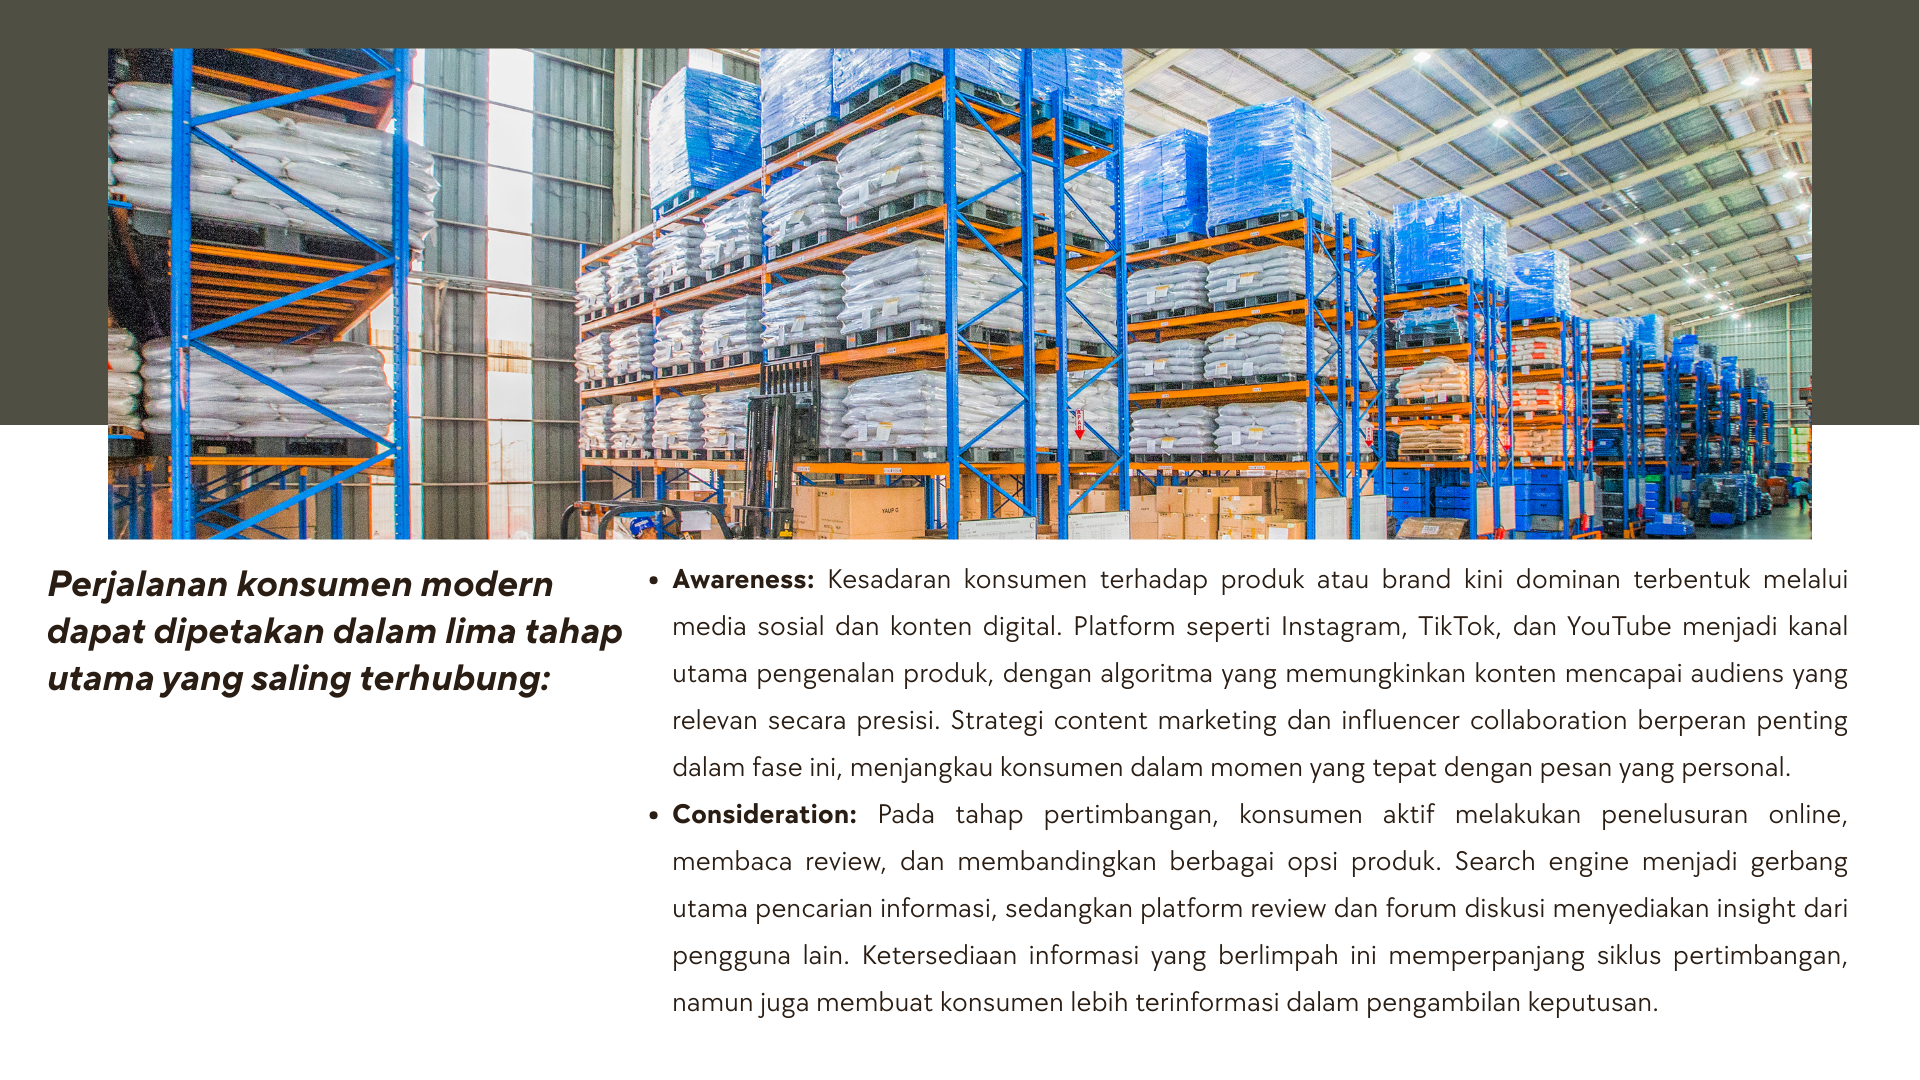 YAUP G
Perjalanan konsumen modern
dapat dipetakan dalam lima tahap
utama yang saling terhubung:
• Awareness: Kesadaran konsumen terhadap produk atau brand kini dominan terbentuk melalui
media sosial dan konten digital. Platform seperti Instagram, TikTok, dan YouTube menjadi kanal
utama pengenalan produk, dengan algoritma yang memungkinkan konten mencapai audiens yang
relevan secara presisi. Strategi content marketing dan influencer collaboration berperan penting
dalam fase ini, menjangkau konsumen dalam momen yang tepat dengan pesan yang personal.
• Consideration: Pada tahap pertimbangan, konsumen aktif melakukan penelusuran online,
membaca review, dan membandingkan berbagai opsi produk. Search engine menjadi gerbang
utama pencarian informasi, sedangkan platform review dan forum diskusi menyediakan insight dari
pengguna lain. Ketersediaan informasi yang berlimpah ini memperpanjang siklus pertimbangan,
namun juga membuat konsumen lebih terinformasi dalam pengambilan keputusan.